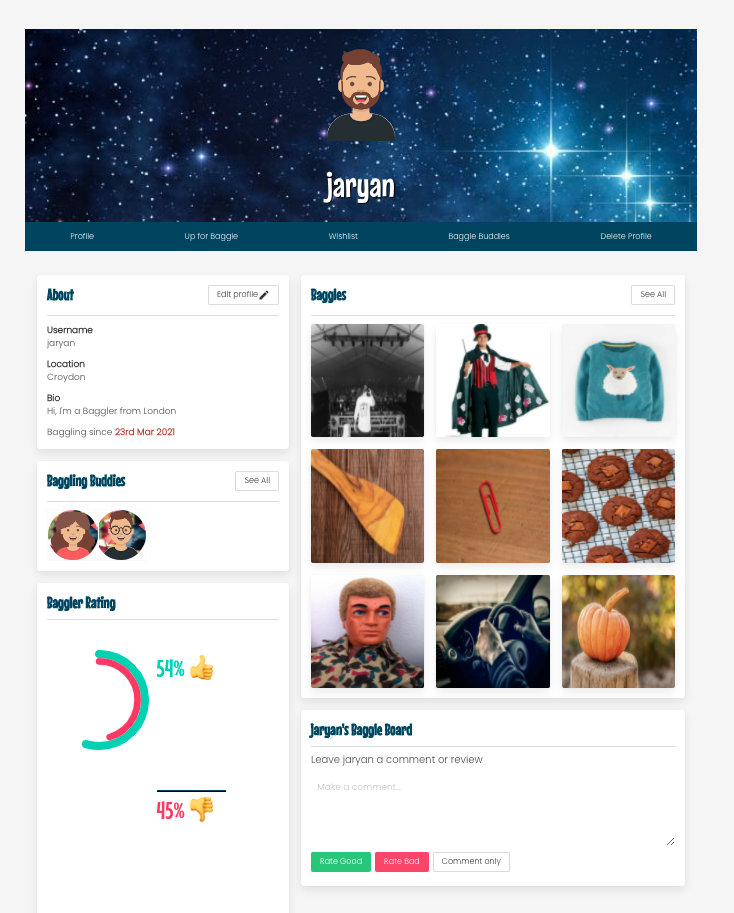 jaryan
Profile
Up for Baggle
Wishlist
Baggle Buddies
Delete Profile
About
Edit profile
Username
jaryan
Location
Croydon
Bio
Hi, I'm a Baggler from London
Baggling since 23rd Mar 2021
Baggling Buddies
See All
Baggler Rating
54%
45%
Baggles
See All
jaryan's Baggle Board
Leave jaryan a comment or review
Make a comment...
Rate Good
Rate Bad
Comment only